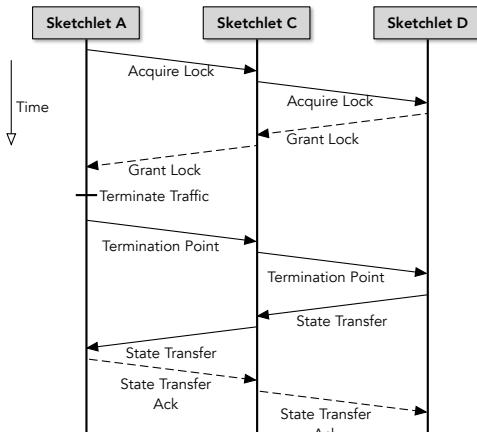 Sketchlet A
Sketchlet C
Sketchlet D
Acquire Lock
Time
Acquire Lock
Grant Lock
Grant Lock
Terminate Traffic
Termination Point
Termination Point
State Transfer
State Transfer
State Transfer
Ack
State Transfer